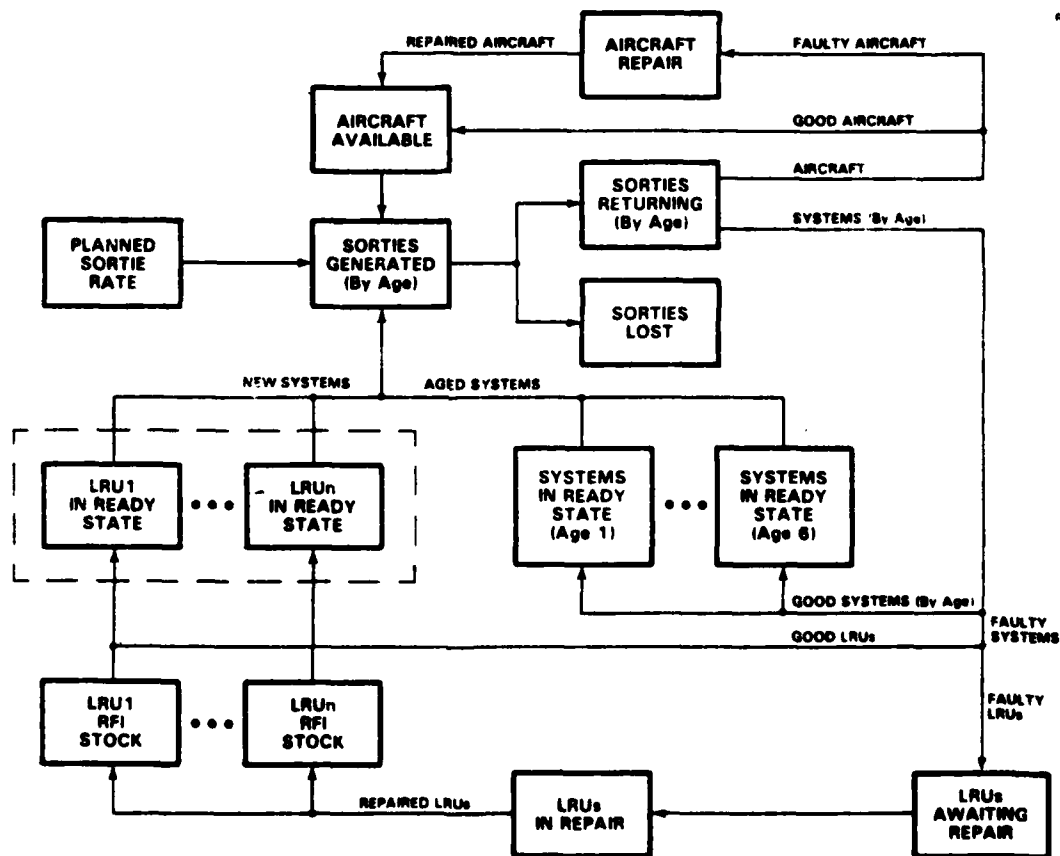 REPAIRED AIRCRAFT
AIRCRAFT
REPAIR
FAULTY AIRCRAFT
AIRCRAFT
AVAILABLE
GOOD AIRCRAFT
AIRCRAFT
SORTIES
RETURNING
(By Age)
SYSTEMS (By Age)
PLANNED
SORTIE
RATE
SORTIES
GENERATED
(By Age)
SORTIES
LOST
NEW SYSTEMS
AGED SYSTEMS
LRU1
IN READY
STATE
LRUn
IN READY
STATE
SYSTEMS
IN READY
STATE
(Age 1)
SYSTEMS
IN READY
STATE
(Age 6)
GOOD SYSTEMS (By Age)
FAULTY
SYSTEMS
GOOD LRUs
LRU1
RFI
STOCK
LRUn
RFI
STOCK
FAULTY
LRUs
REPAIRED LRUs
LRUs
IN REPAIR
LRUs
AWAITING
REPAIR